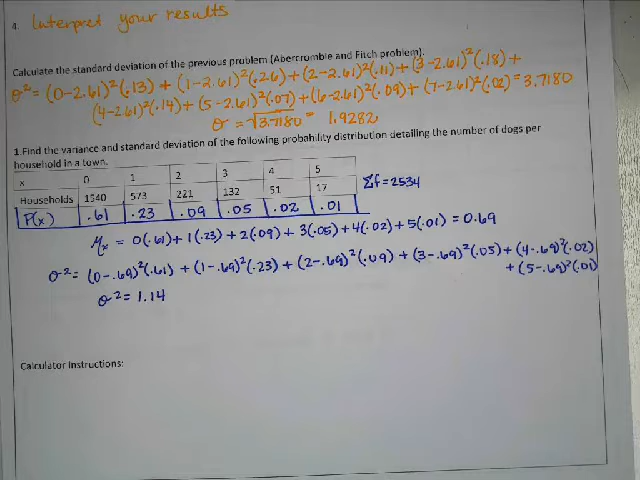 4. Interpret your results
Calculate the standard deviation of the previous problem (Abercrombie and Fitch problem).
σ² = (0-2.61)²(.13) + (1-2.61)²(.26) + (2-2.61)²(.11) + (3-2.61)²(.18) +
(4-2.61)²(.14) + (5-2.61)²(.07) + (6-2.61)²(.09) + (7-2.61)²(.02) = 3.7180
σ = √3.7180 = 1.9282
1.Find the variance and standard deviation of the following probability distribution detailing the number of dogs per
household in a town.
x 0 1 2 3 4 5
Households 1540 573 221 132 51 17 Σf = 2534
P(x) .61 .23 .09 .05 .02 .01
μx = 0(.61) + 1(.23) + 2(.09) + 3(.05) + 4(.02) + 5(.01) = 0.69
σ² = (0-.69)²(.61) + (1-.69)²(.23) + (2-.69)²(.09) + (3-.69)²(.05) + (4-.69)²(.02)
+ (5-.69)²(.01)
σ² = 1.14
Calculator Instructions: